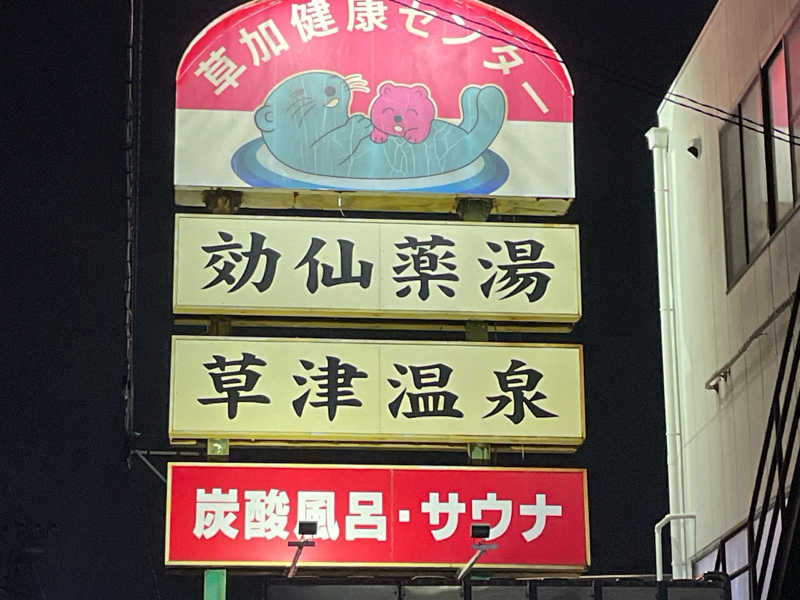 草加健康センター
効仙薬湯
草津温泉
炭酸風呂・サウナ